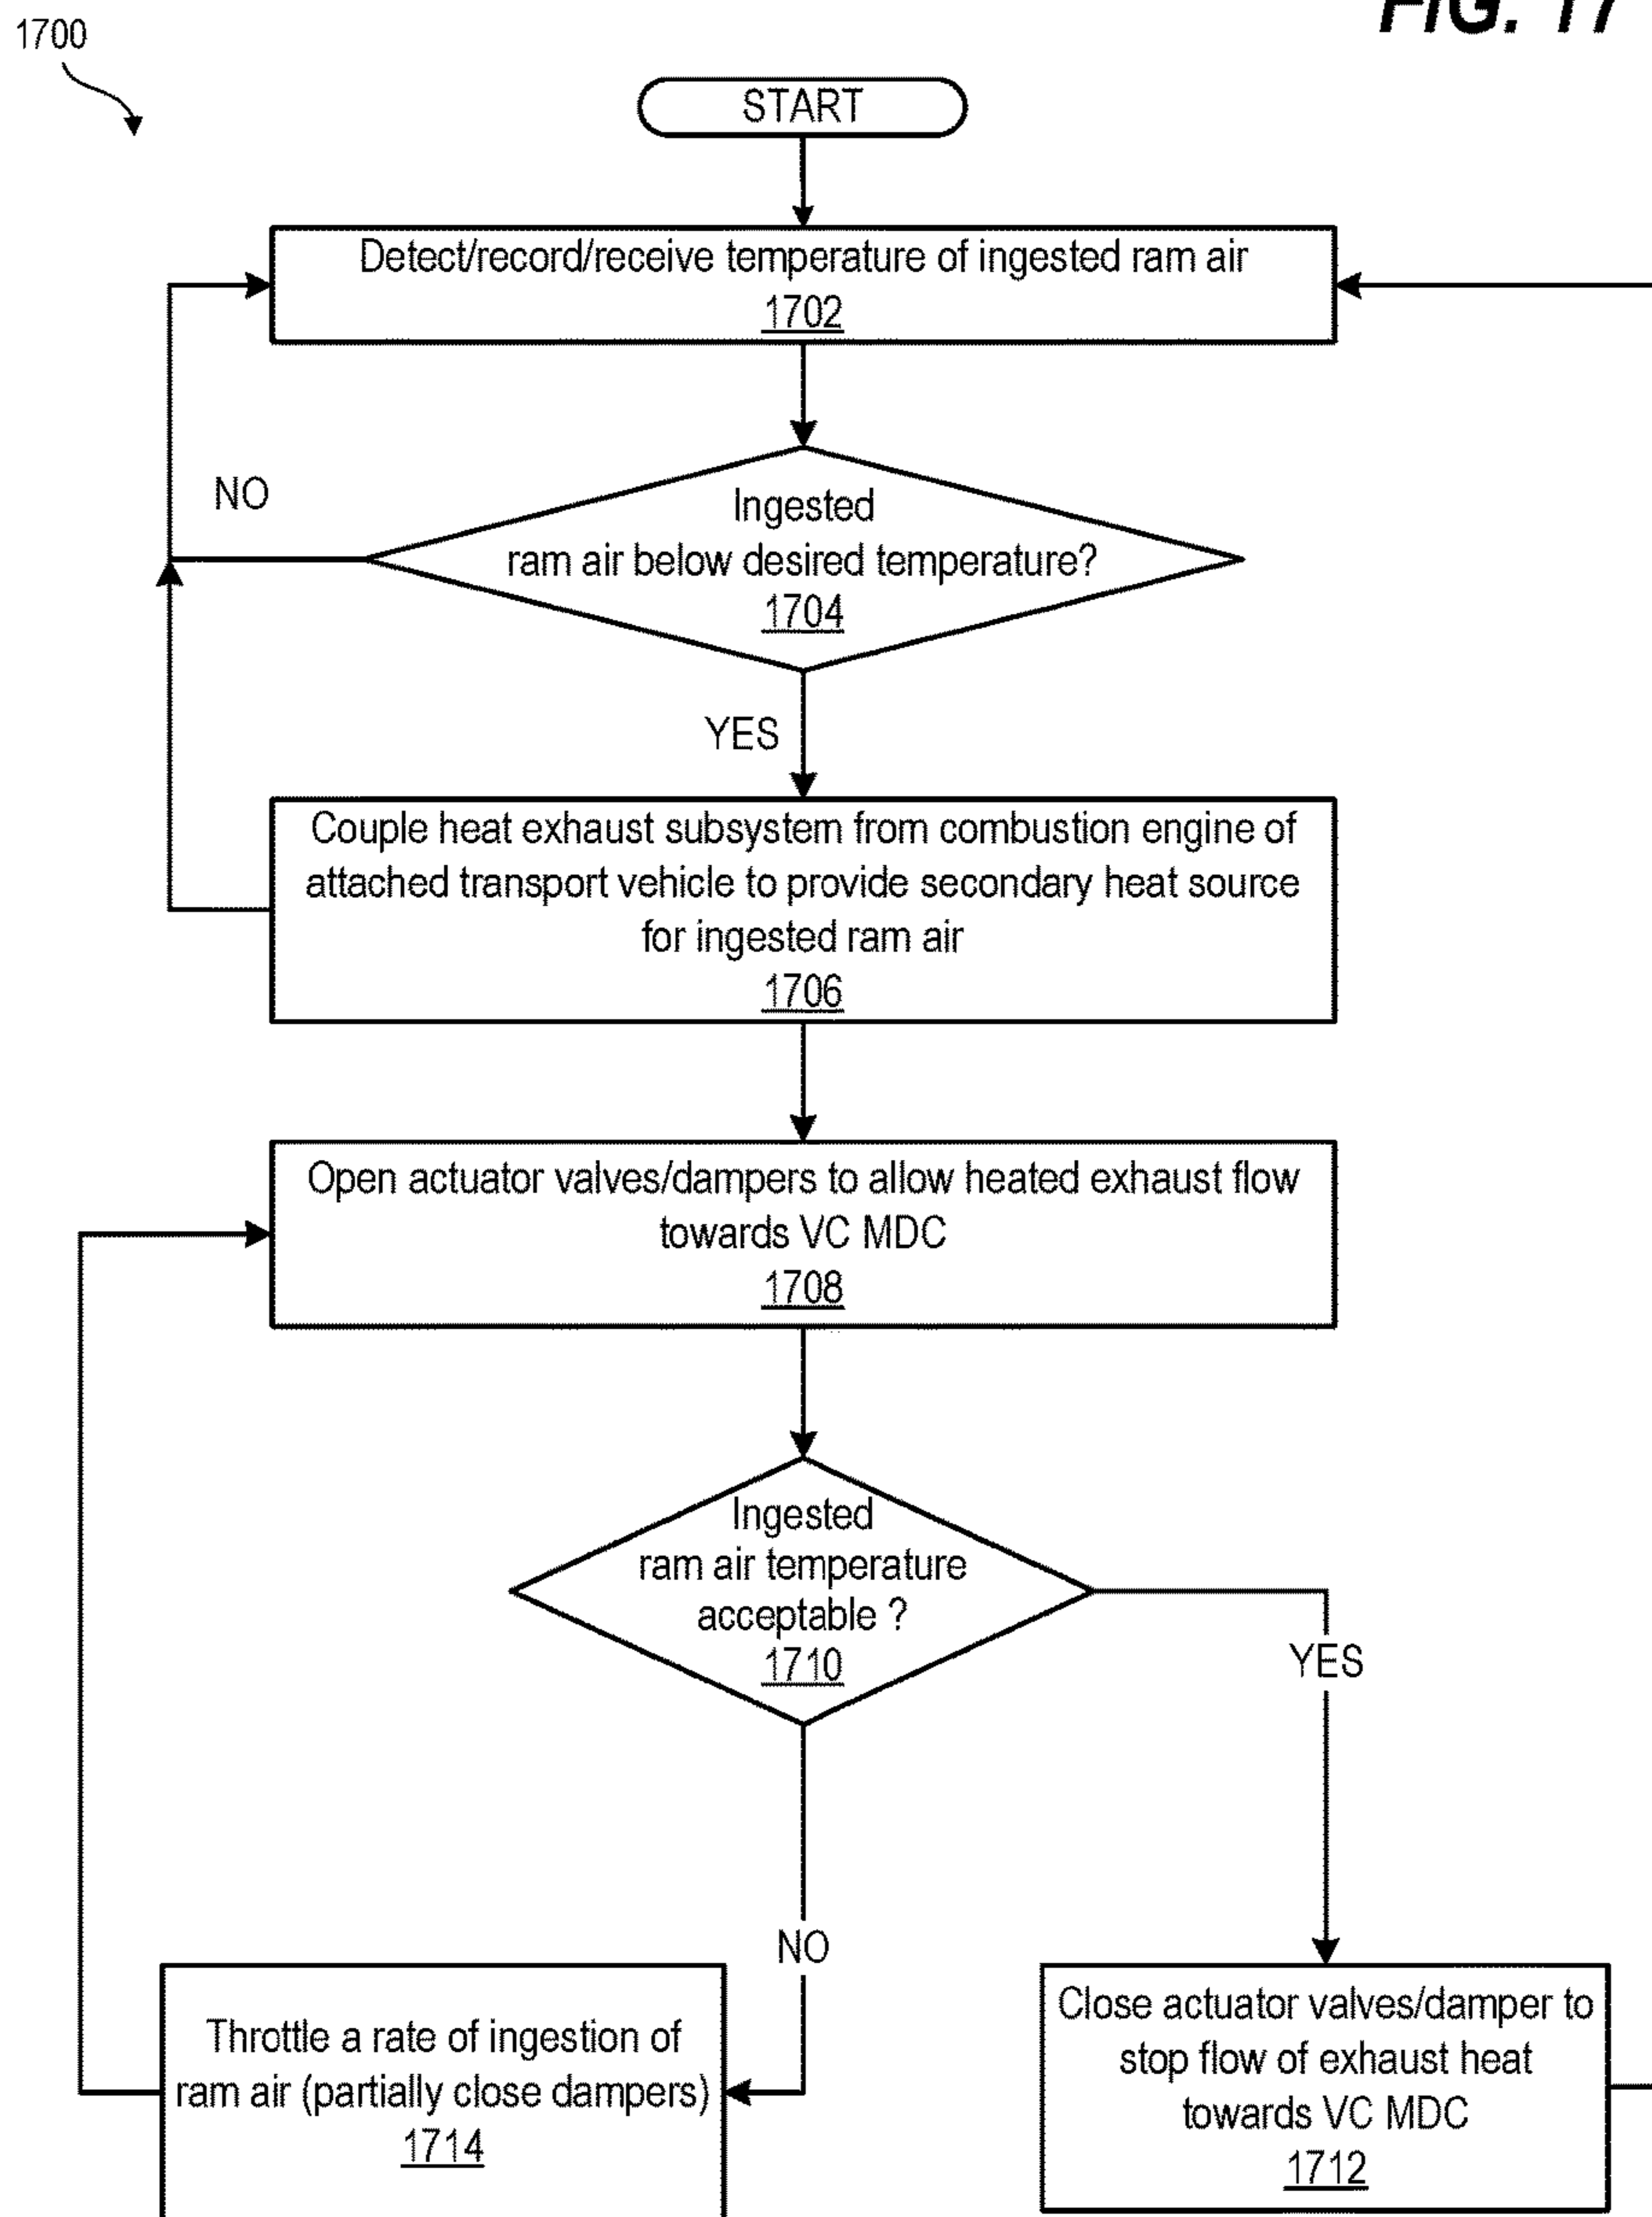 FIG. 17
1700
START
Detect/record/receive temperature of ingested ram air
1702
NO
Ingested
ram air below desired temperature?
1704
YES
Couple heat exhaust subsystem from combustion engine of
attached transport vehicle to provide secondary heat source
for ingested ram air
1706
Open actuator valves/dampers to allow heated exhaust flow
towards VC MDC
1708
Ingested
ram air temperature
acceptable ?
1710
YES
NO
Throttle a rate of ingestion of
ram air (partially close dampers)
1714
Close actuator valves/damper to
stop flow of exhaust heat
towards VC MDC
1712